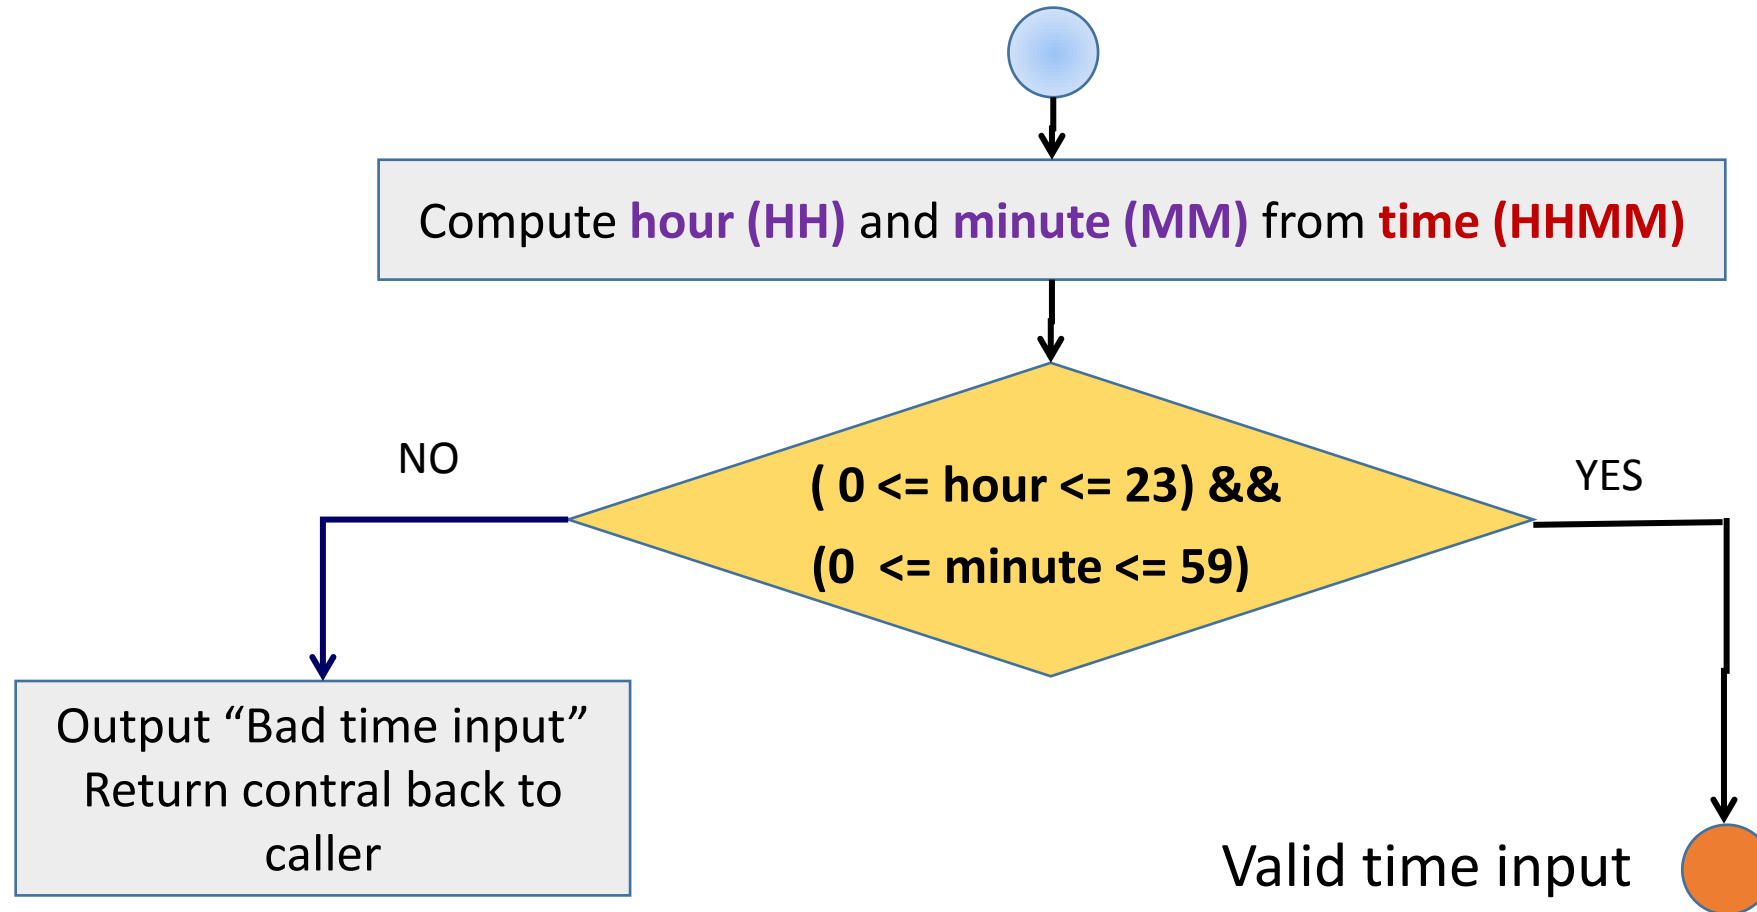 Compute hour (HH) and minute (MM) from time (HHMM)
NO
( 0 <= hour <= 23) &&
(0 <= minute <= 59)
YES
Output “Bad time input”
Return contral back to
caller
Valid time input